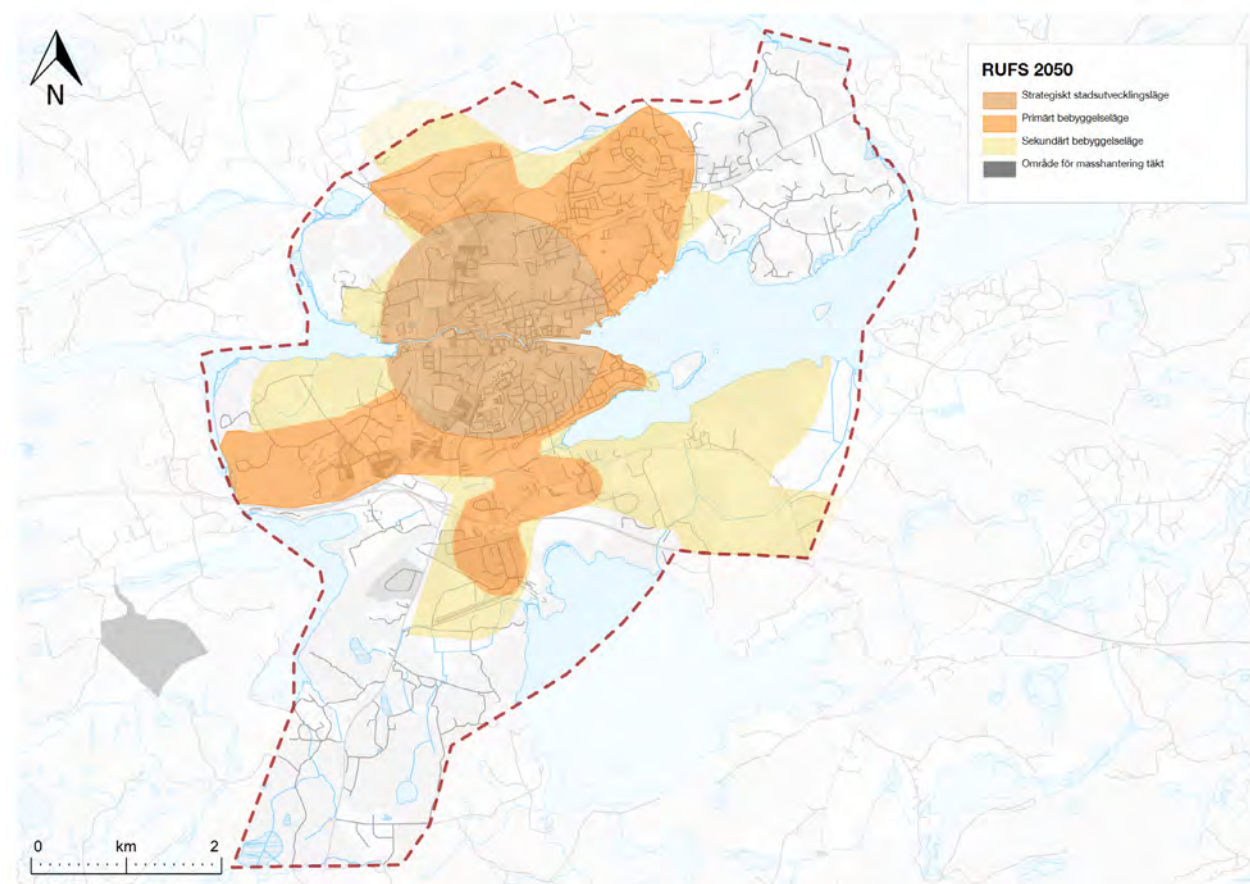 N
RUFS 2050
Strategiskt stadsutvecklingsläge
Primärt bebyggelseläge
Sekundärt bebyggelseläge
Område för masshantering täkt
0 km 2